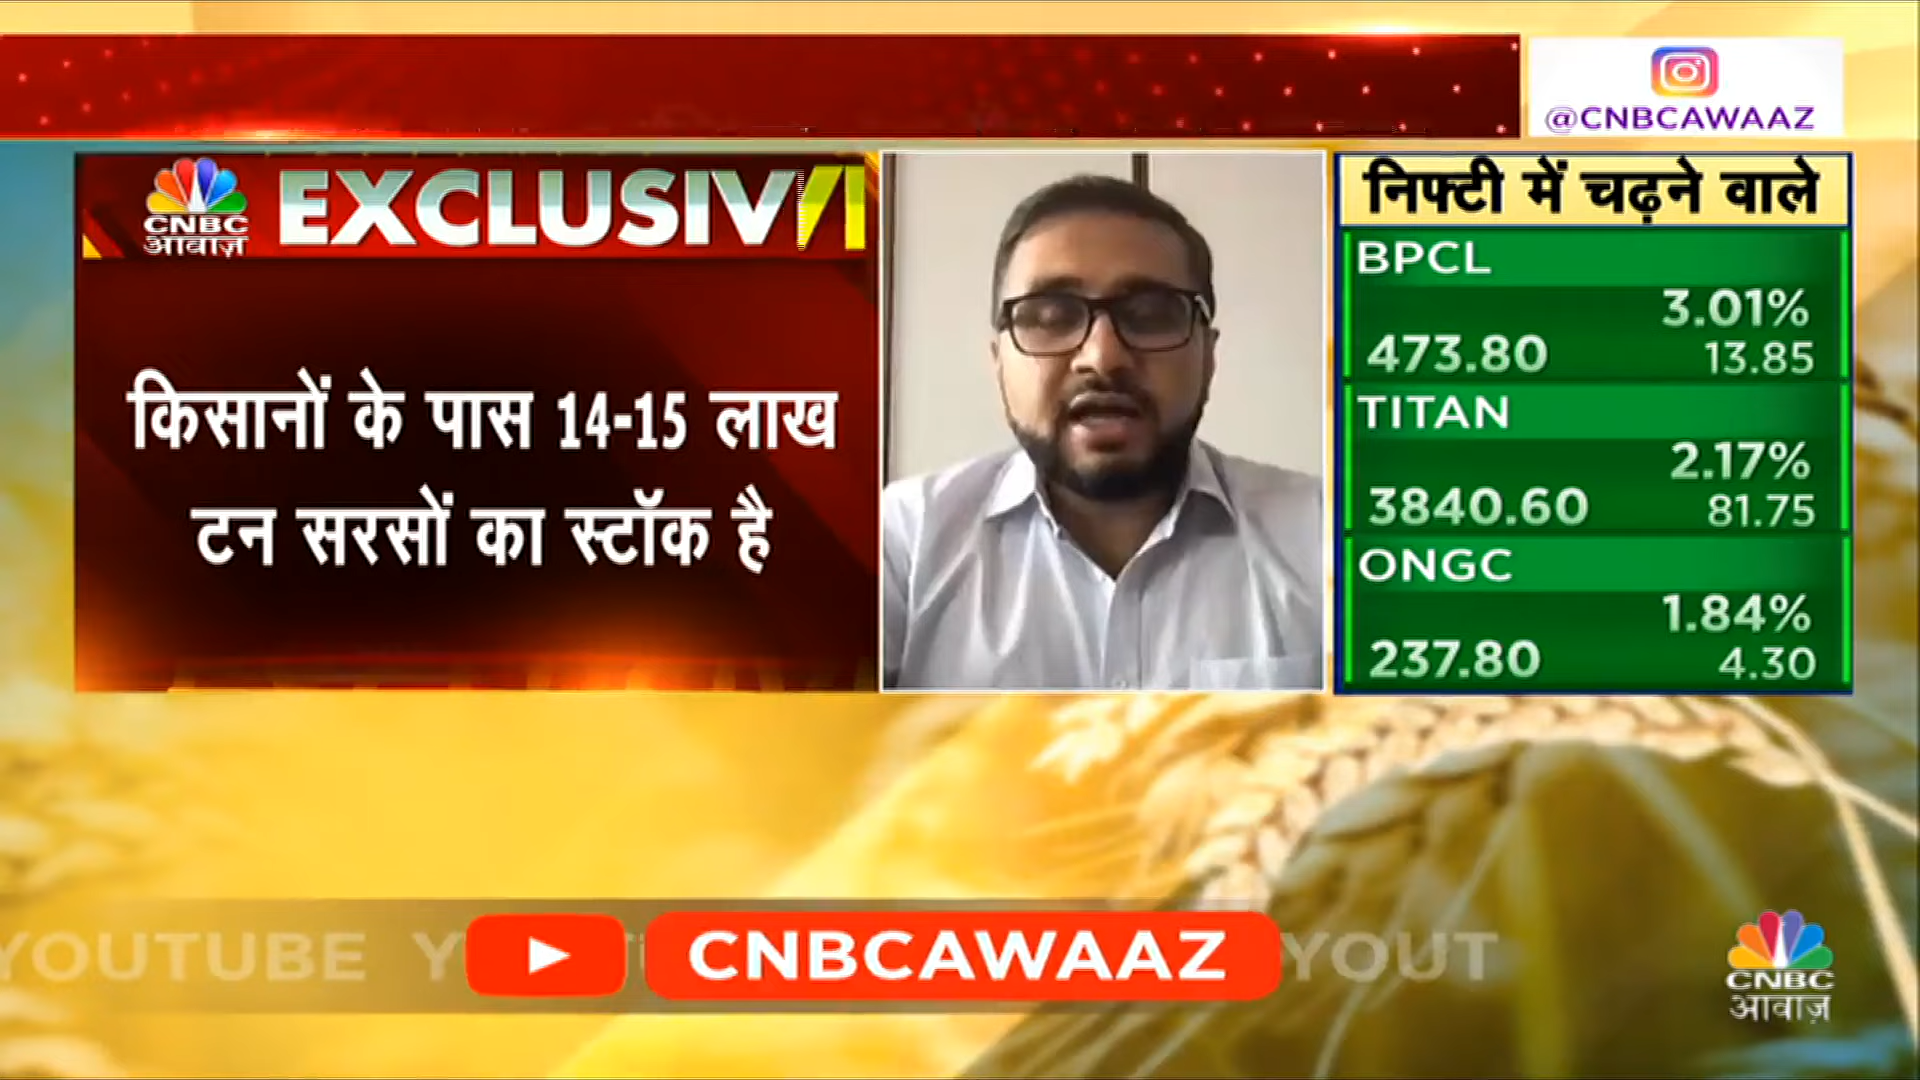 @CNBCAWAAZ
CNBC
आवाज़
EXCLUSIV
किसानों के पास 14-15 लाख
टन सरसों का स्टॉक है
निफ्टी में चढ़ने वाले
BPCL
3.01%
473.80
13.85
TITAN
2.17%
3840.60
81.75
ONGC
1.84%
237.80
4.30
YOUTUBE
CNBCAWAAZ
YOUT
CNBC
आवाज़